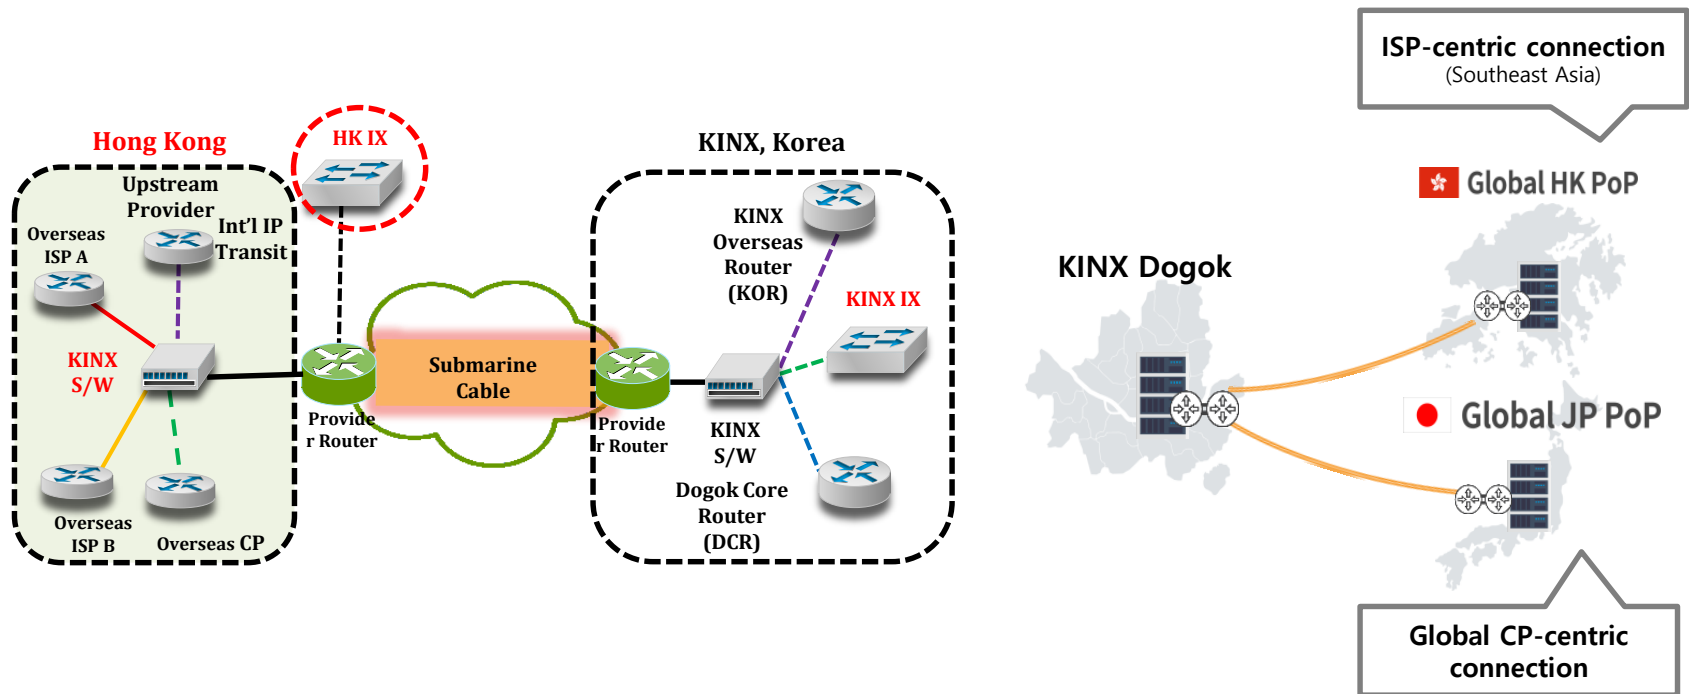 Hong Kong
HK IX
KINX, Korea
Upstream
Provider
Int'l IP
Transit
Overseas
ISP A
KINX
S/W
Overseas
ISP B
Overseas CP
Provide
r Router
Submarine
Cable
Provide
r Router
KINX
Overseas
Router
(KOR)
KINX IX
KINX
S/W
Dogok Core
Router
(DCR)
ISP-centric connection
(Southeast Asia)
Global HK PoP
KINX Dogok
Global JP PoP
Global CP-centric
connection